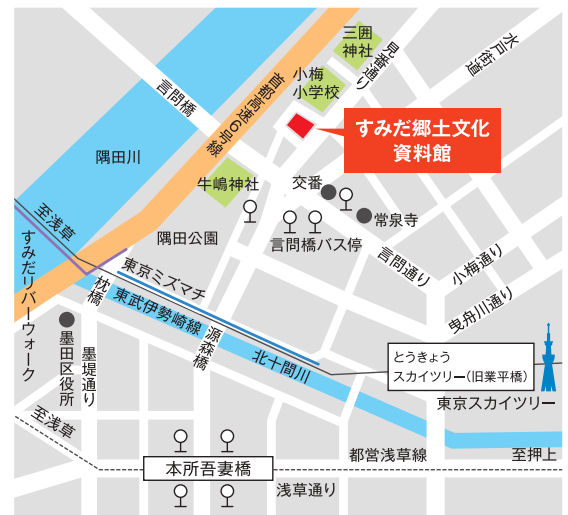 三囲
神社
見番通り
水戸街道
小梅
小学校
言問橋
首都高速6号線
すみだ郷土文化
資料館
隅田川
牛嶋神社
交番
常泉寺
至浅草
隅田公園
言問橋バス停
言問通り
小梅通り
東京ミズマチ
すみだリバーウォーク
枕橋
東武伊勢崎線
曳舟川通り
源森橋
墨田区役所
墨堤通り
北十間川
とうきょう
スカイツリー(旧業平橋)
東京スカイツリー
至浅草
都営浅草線
至押上
本所吾妻橋
浅草通り